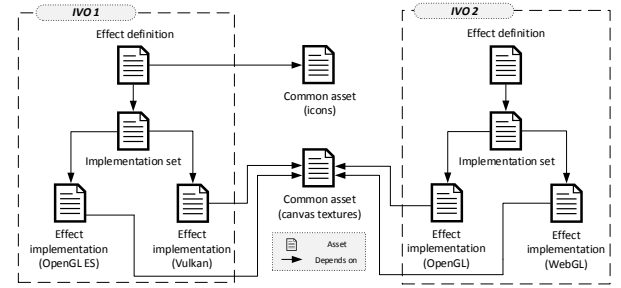 IVO 1
IVO 2
Effect definition
Effect definition
Common asset
(icons)
Implementation set
Implementation set
Common asset
(canvas textures)
Effect
implementation
(OpenGL ES)
Effect
implementation
(Vulkan)
Effect
implementation
(OpenGL)
Effect
implementation
(WebGL)
Asset
Depends on